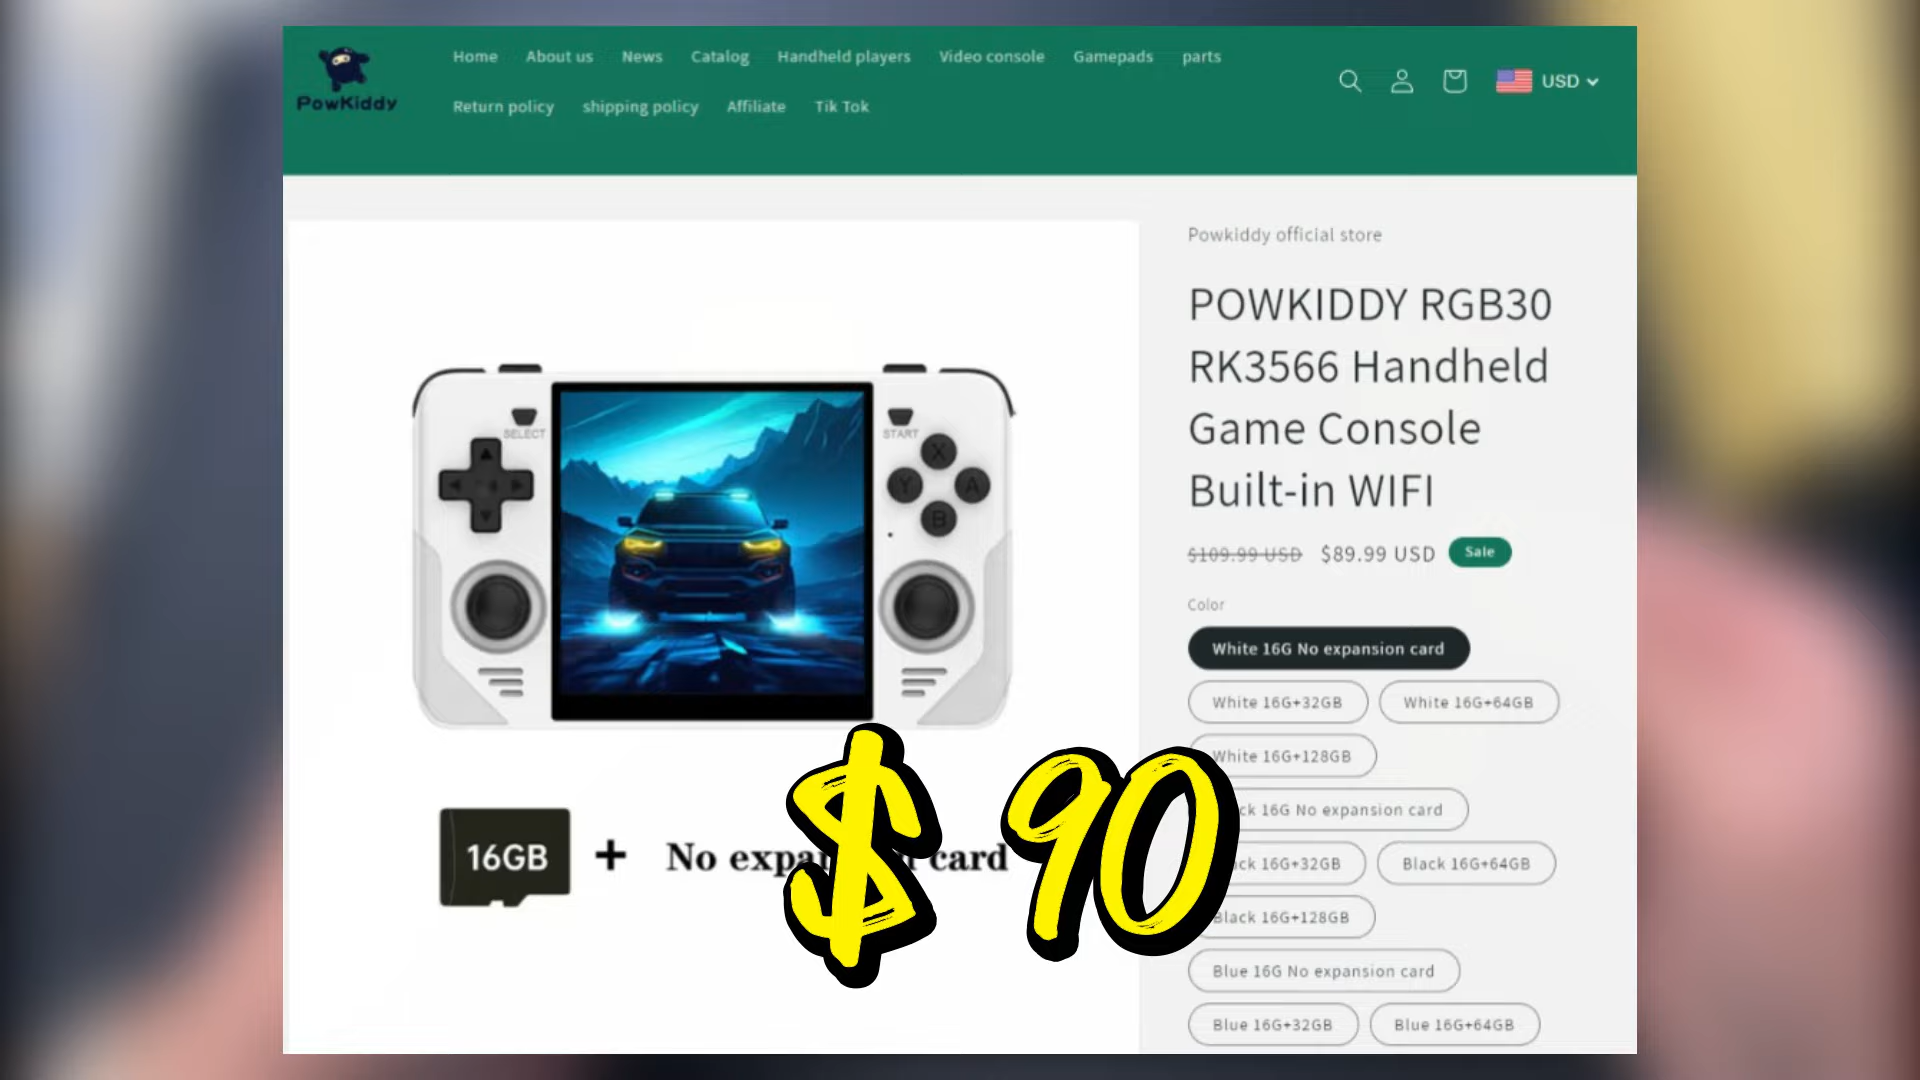 PowKiddy
Home About us News Catalog Handheld players Video console Gamepads parts
Return policy shipping policy Affiliate Tik Tok
USD
Powkiddy official store
POWKIDDY RGB30
RK3566 Handheld
Game Console
Built-in WIFI
$109.99 USD $89.99 USD Sale
Color
White 16G No expansion card
White 16G+32GB White 16G+64GB
White 16G+128GB
16G No expansion card
16G+32GB Black 16G+64GB
Black 16G+128GB
Blue 16G No expansion card
Blue 16G+32GB Blue 16G+64GB
SELECT START
X
Y A
B
16GB + No card
$ 90